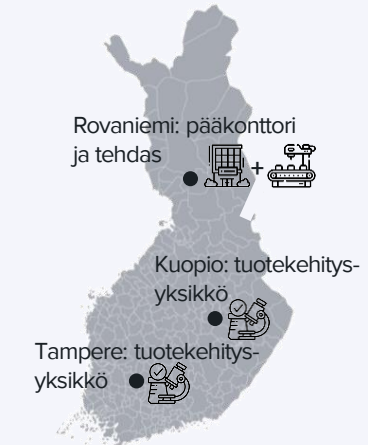 Rovaniemi: pääkonttori
ja tehdas
+
Kuopio: tuotekehitys-
yksikkö
Tampere: tuotekehitys-
yksikkö